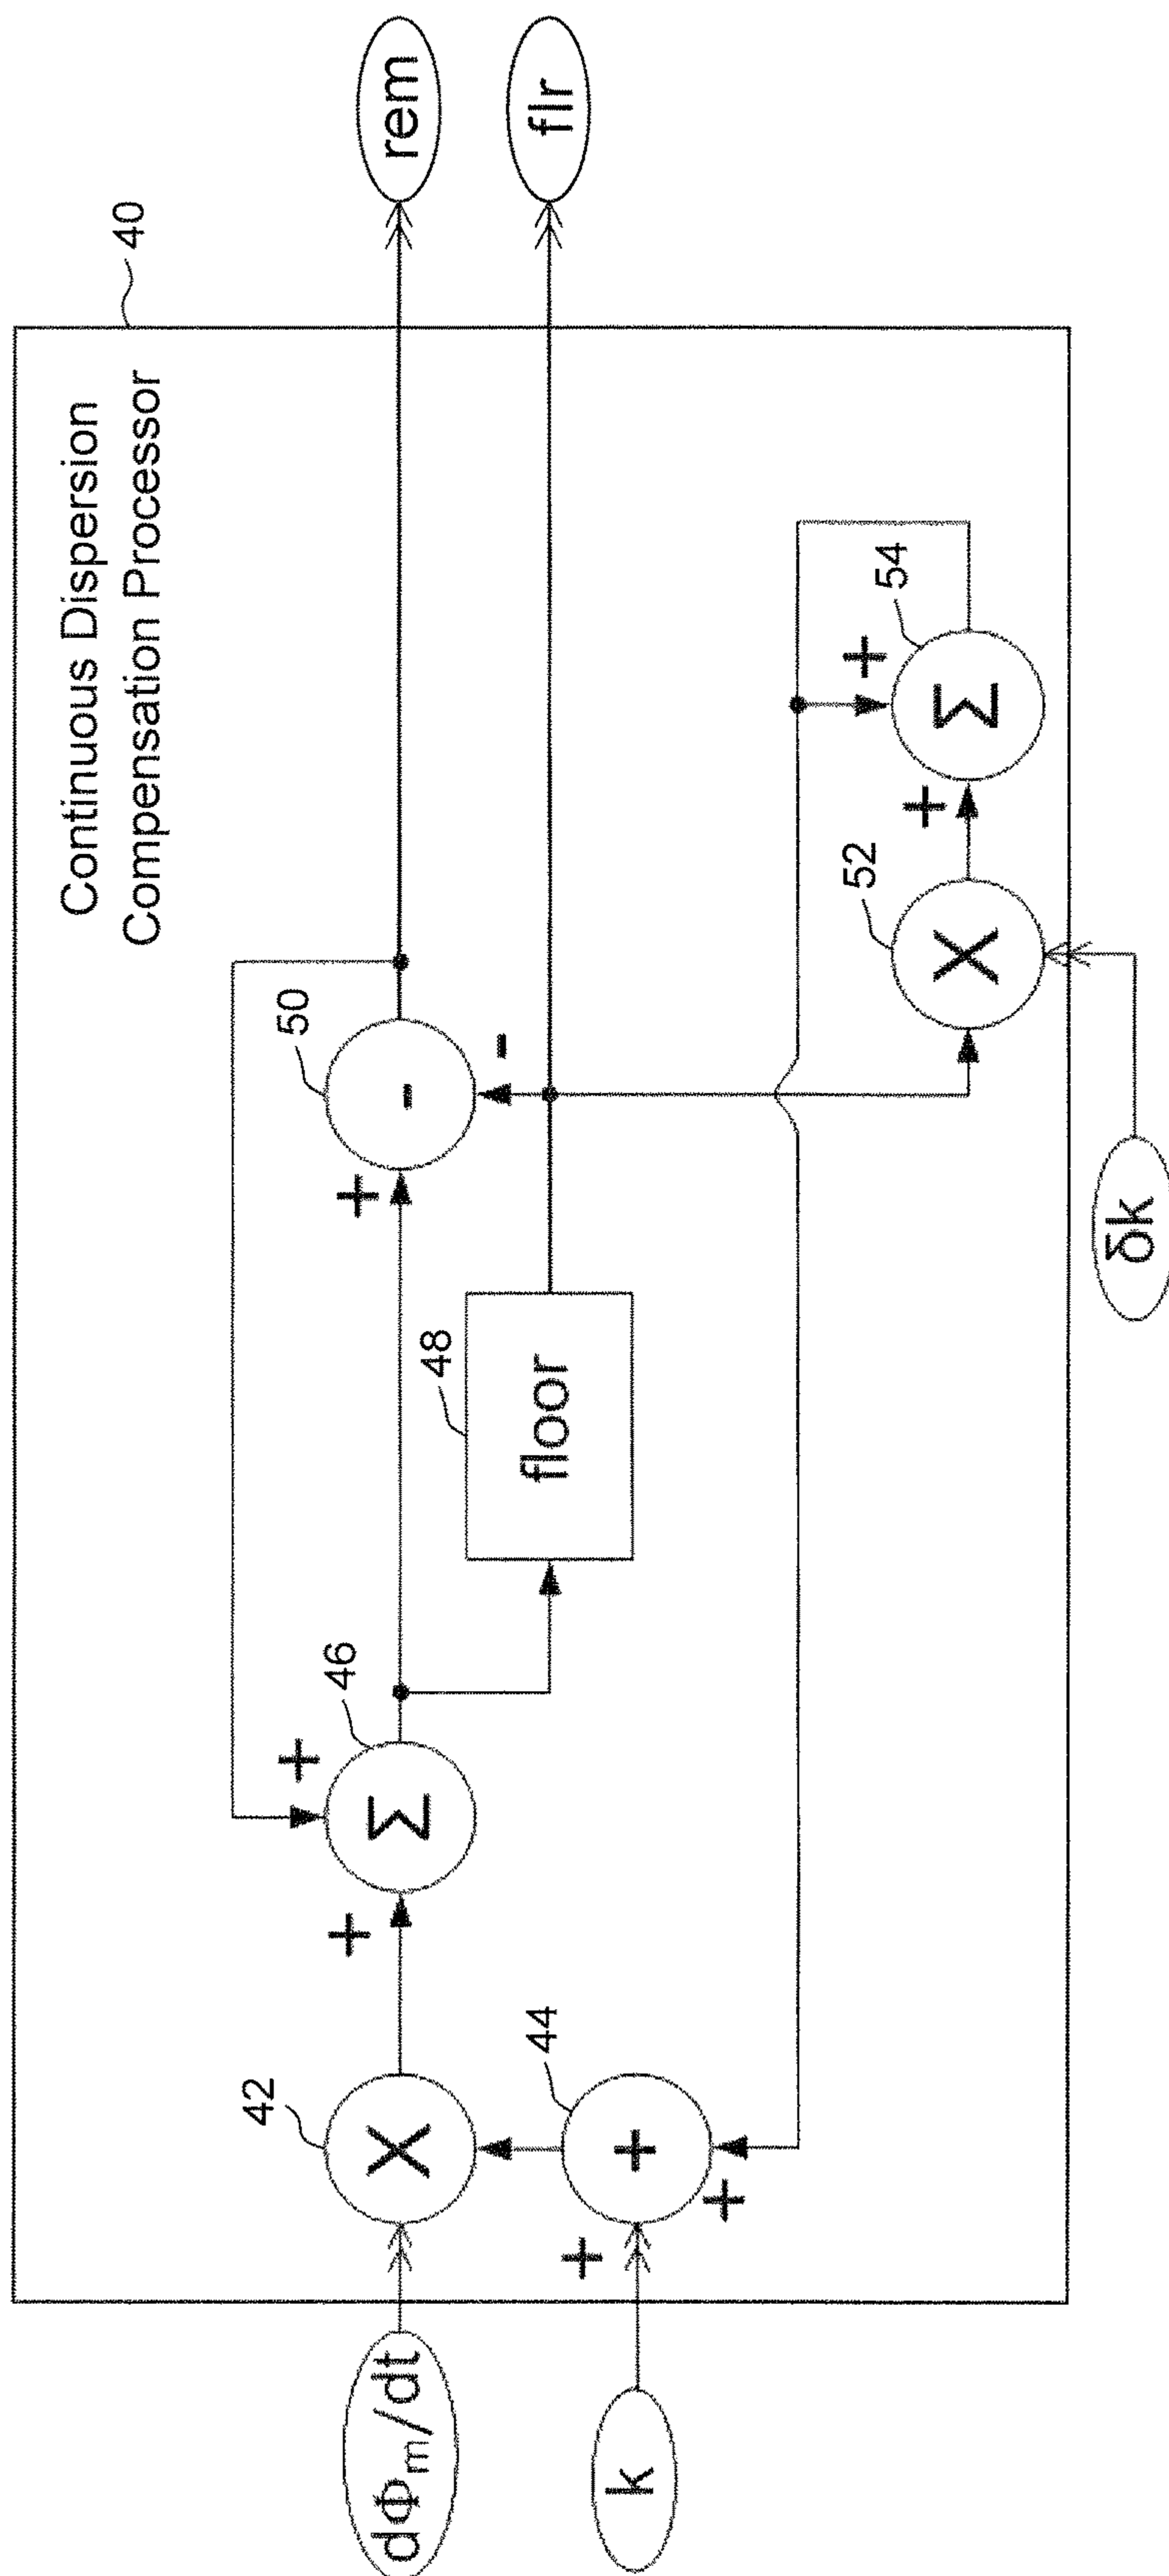 Continuous Dispersion
Compensation Processor
40
dΦm/dt
k
42
X
+
44
+
+
+
46
Σ
+
48
floor
50
-
+
-
52
X
+
54
Σ
+
δk
rem
flr